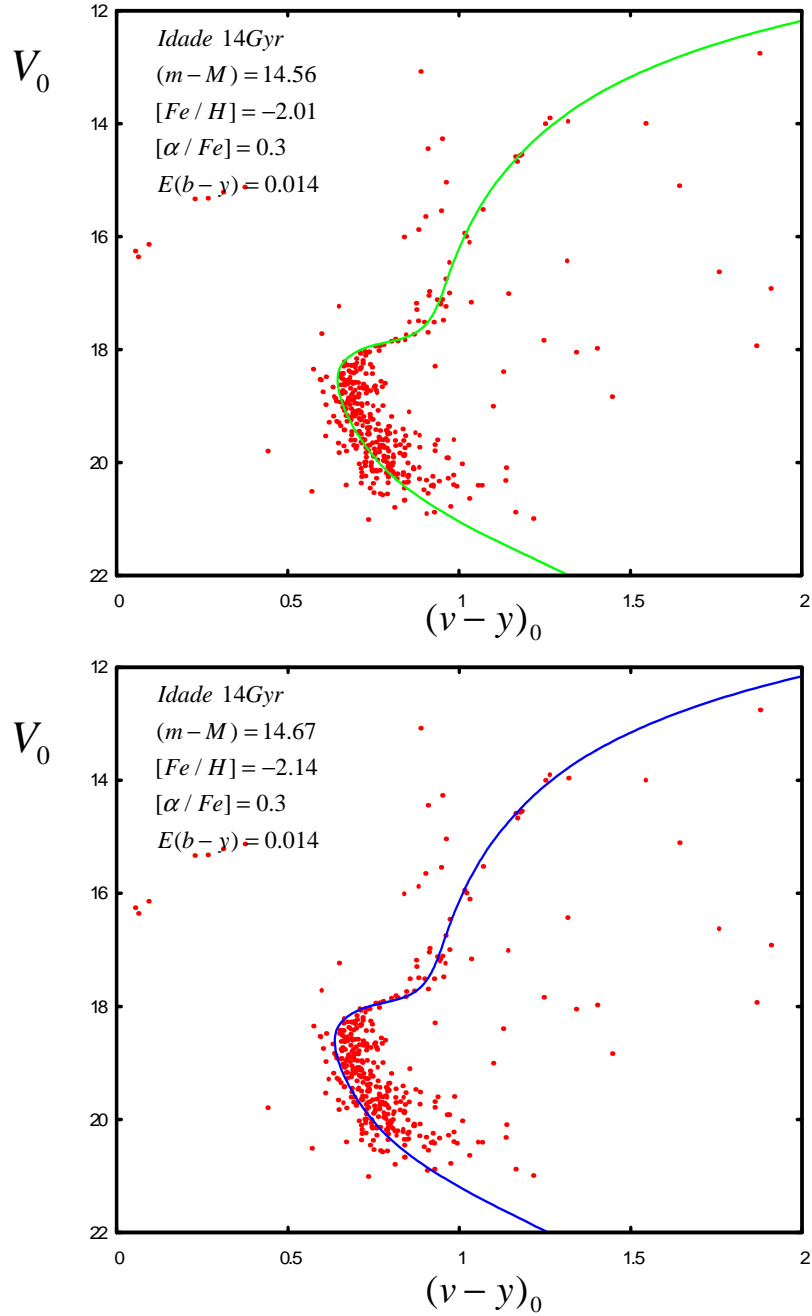 12
V₀
Idade 14Gyr
(m − M) = 14.56
14
[Fe / H] = −2.01
[α / Fe] = 0.3
E(b − y) = 0.014
16
18
20
22
0 0.5 1 1.5 2
(v − y)₀
12
V₀
Idade 14Gyr
(m − M) = 14.67
14
[Fe / H] = −2.14
[α / Fe] = 0.3
E(b − y) = 0.014
16
18
20
22
0 0.5 1 1.5 2
(v − y)₀